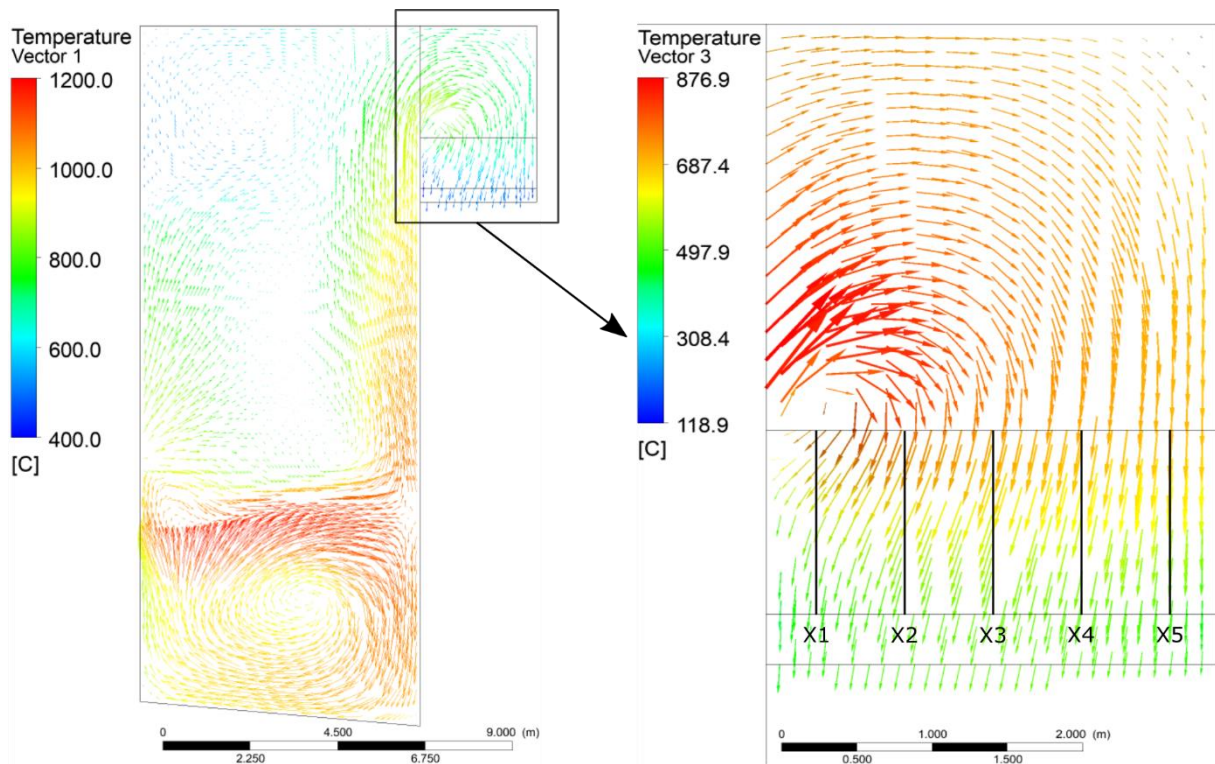 Temperature
Vector 1
1200.0
1000.0
800.0
600.0
400.0
[C]
0 4.500 9.000 (m)
2.250 6.750
Temperature
Vector 3
876.9
687.4
497.9
308.4
118.9
[C]
X1 X2 X3 X4 X5
0 1.000 2.000 (m)
0.500 1.500